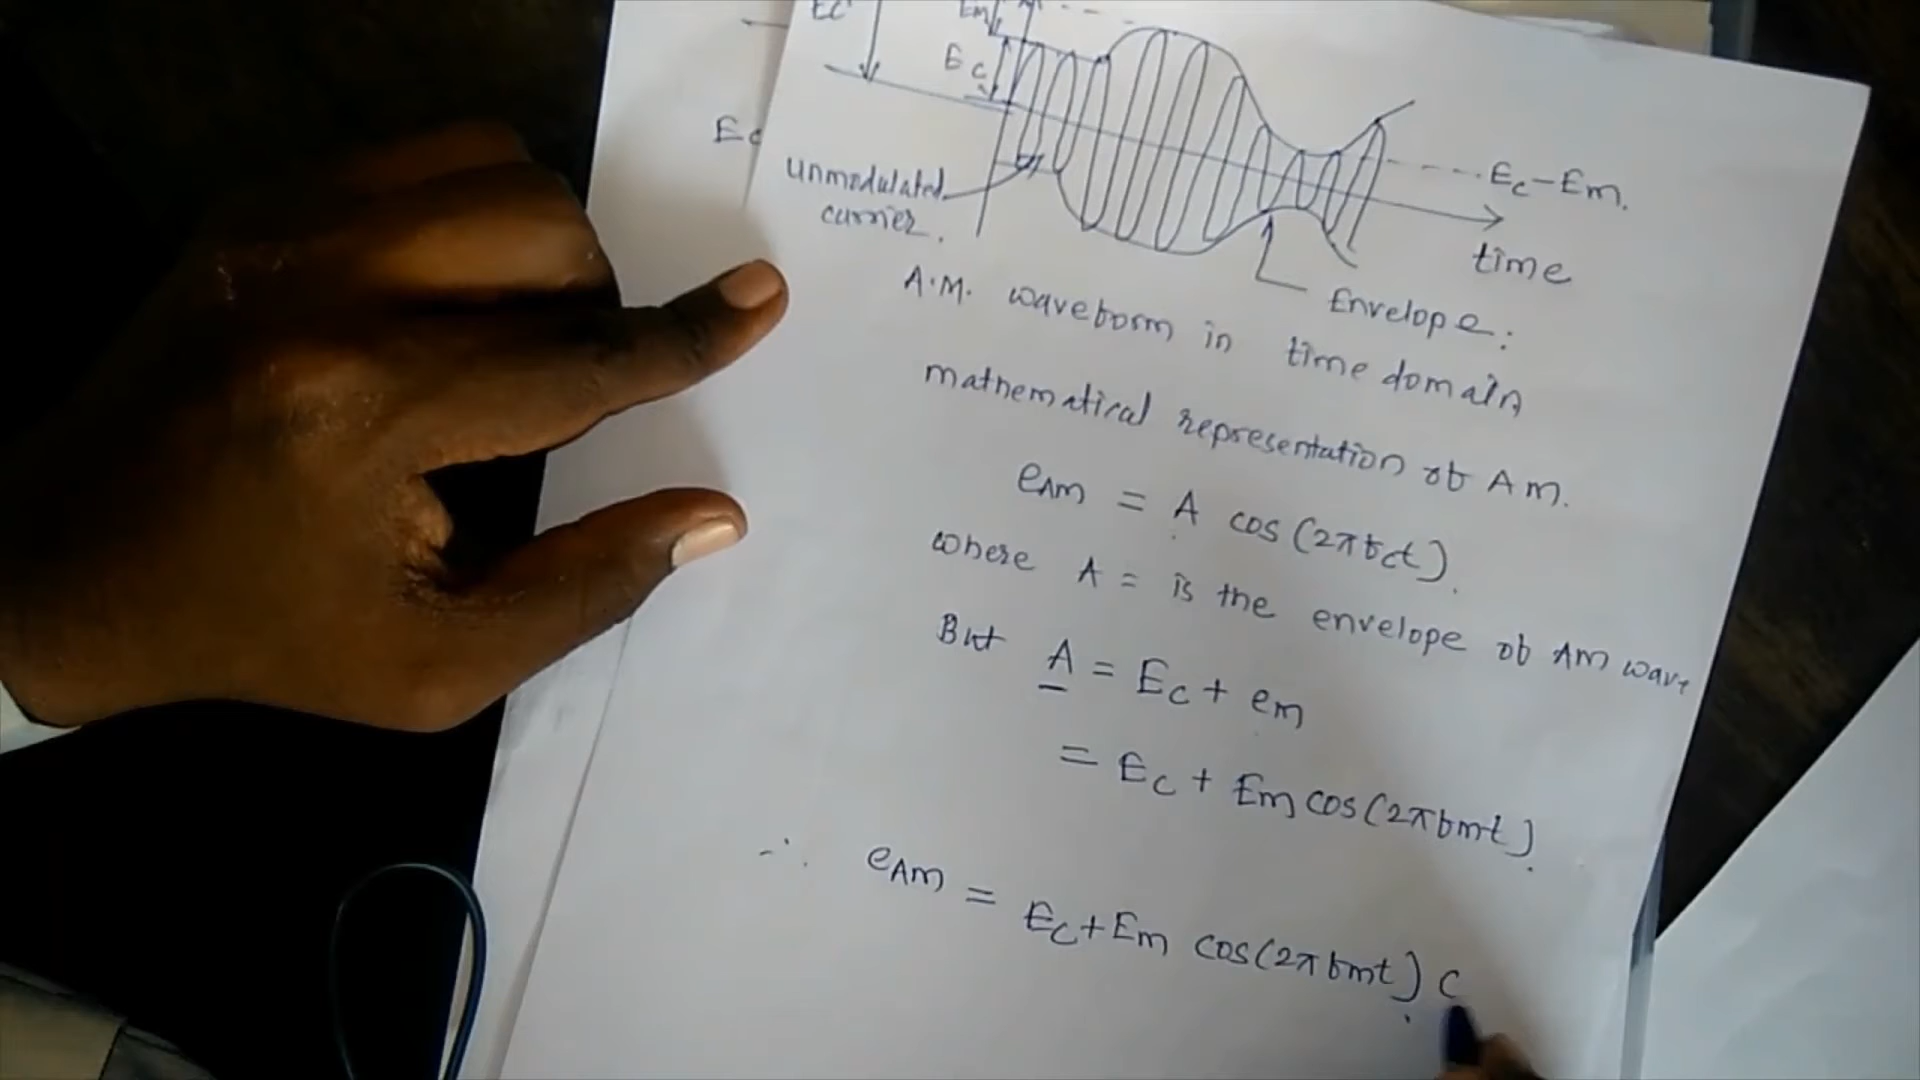 Ec
Em
Ec
Ec
unmodulated
carrier.
Ec-Em.
time
Envelope:
A.M. waveform in time domain
mathematical representation of AM.
eAm = A cos (2πfct).
where A = is the envelope of AM wave
But A = Ec + em
= Ec + Em cos (2πfmt).
∴ eAm = Ec+Em cos(2πfmt) c